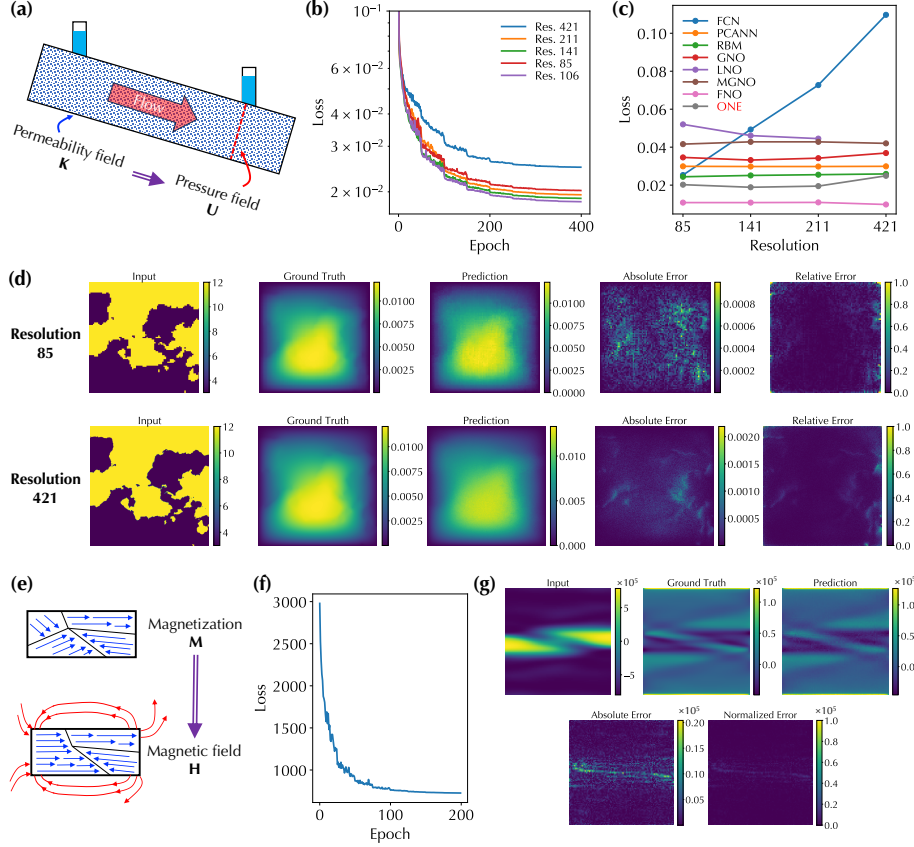 (a)
Flow
Permeability field
K
Pressure field
U
(b)
10⁻¹
6 × 10⁻²
4 × 10⁻²
3 × 10⁻²
2 × 10⁻²
Loss
0 200 400
Epoch
Res. 421
Res. 211
Res. 141
Res. 85
Res. 106
(c)
0.10
0.08
0.06
0.04
0.02
Loss
85 141 211 421
Resolution
FCN
PCANN
RBM
GNO
LNO
MGNO
FNO
ONE
(d)
Resolution
85
Input
12
10
8
6
4
Ground Truth
0.0100
0.0075
0.0050
0.0025
0.0000
Prediction
0.0100
0.0075
0.0050
0.0025
0.0000
Absolute Error
0.0008
0.0006
0.0004
0.0002
Relative Error
1.0
0.8
0.6
0.4
0.2
0.0
Resolution
421
Input
12
10
8
6
4
Ground Truth
0.0100
0.0075
0.0050
0.0025
Prediction
0.010
0.005
0.000
Absolute Error
0.0020
0.0015
0.0010
0.0005
Relative Error
1.0
0.8
0.6
0.4
0.2
0.0
(e)
Magnetization
M
Magnetic field
H
(f)
3000
2500
2000
1500
1000
Loss
0 100 200
Epoch
(g)
Input
×10⁵
5
0
−5
Ground Truth
×10⁵
1.0
0.5
0.0
Prediction
×10⁵
1.0
0.5
0.0
Absolute Error
×10⁵
0.20
0.15
0.10
0.05
Normalized Error
1.0
0.8
0.6
0.4
0.2
0.0